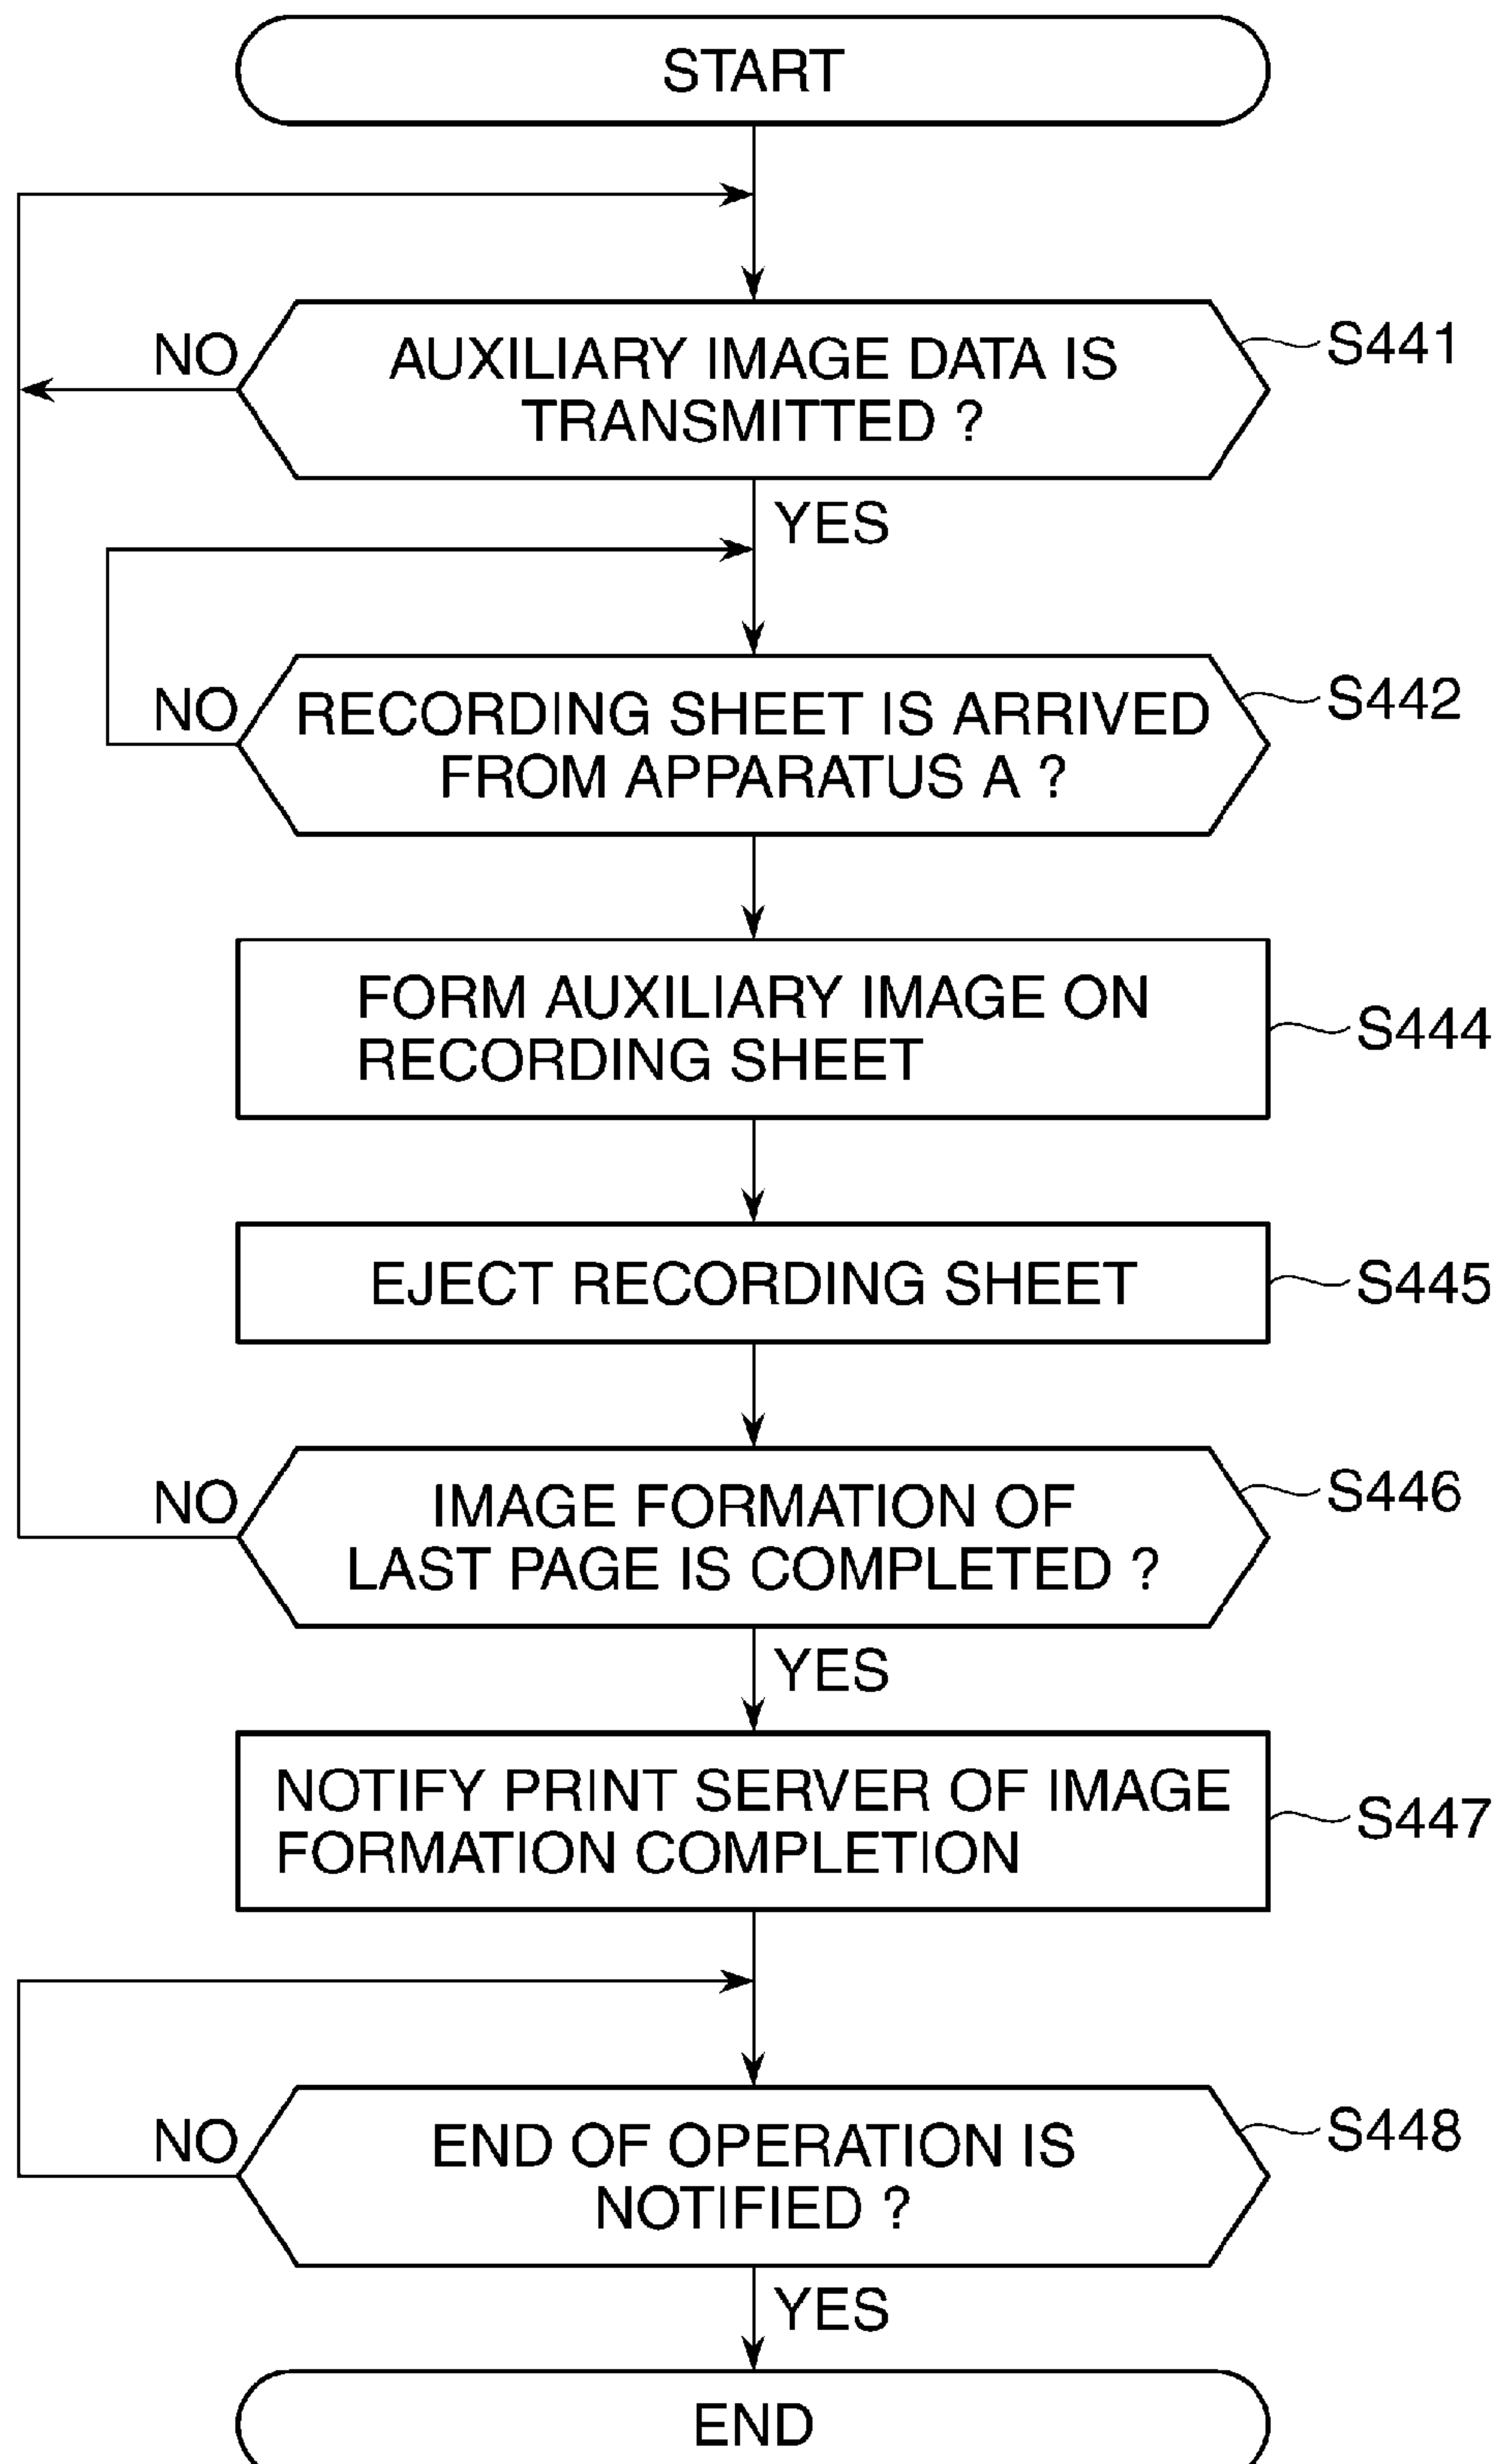 START
NO
AUXILIARY IMAGE DATA IS
TRANSMITTED ?
S441
YES
NO
RECORDING SHEET IS ARRIVED
FROM APPARATUS A ?
S442
FORM AUXILIARY IMAGE ON
RECORDING SHEET
S444
EJECT RECORDING SHEET
S445
NO
IMAGE FORMATION OF
LAST PAGE IS COMPLETED ?
S446
YES
NOTIFY PRINT SERVER OF IMAGE
FORMATION COMPLETION
S447
NO
END OF OPERATION IS
NOTIFIED ?
S448
YES
END